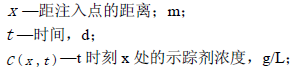 x —距注入点的距离；m；
t —时间，d；
C(x,t)—t 时刻 x 处的示踪剂浓度，g/L；